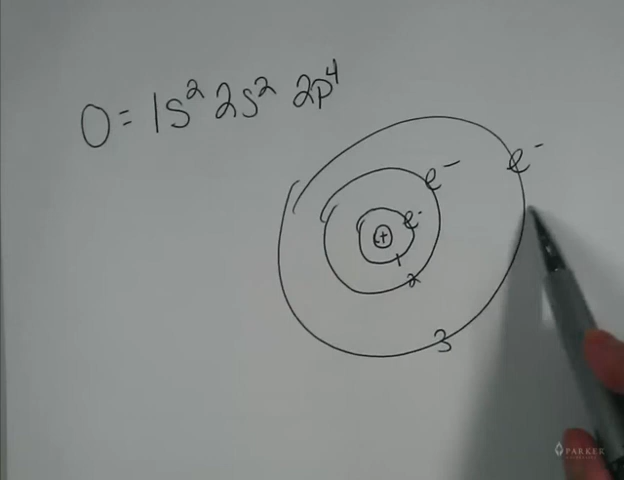 O = 1s² 2s² 2p⁴
e⁻
e⁻
e⁻
+
1
2
3
PARKER